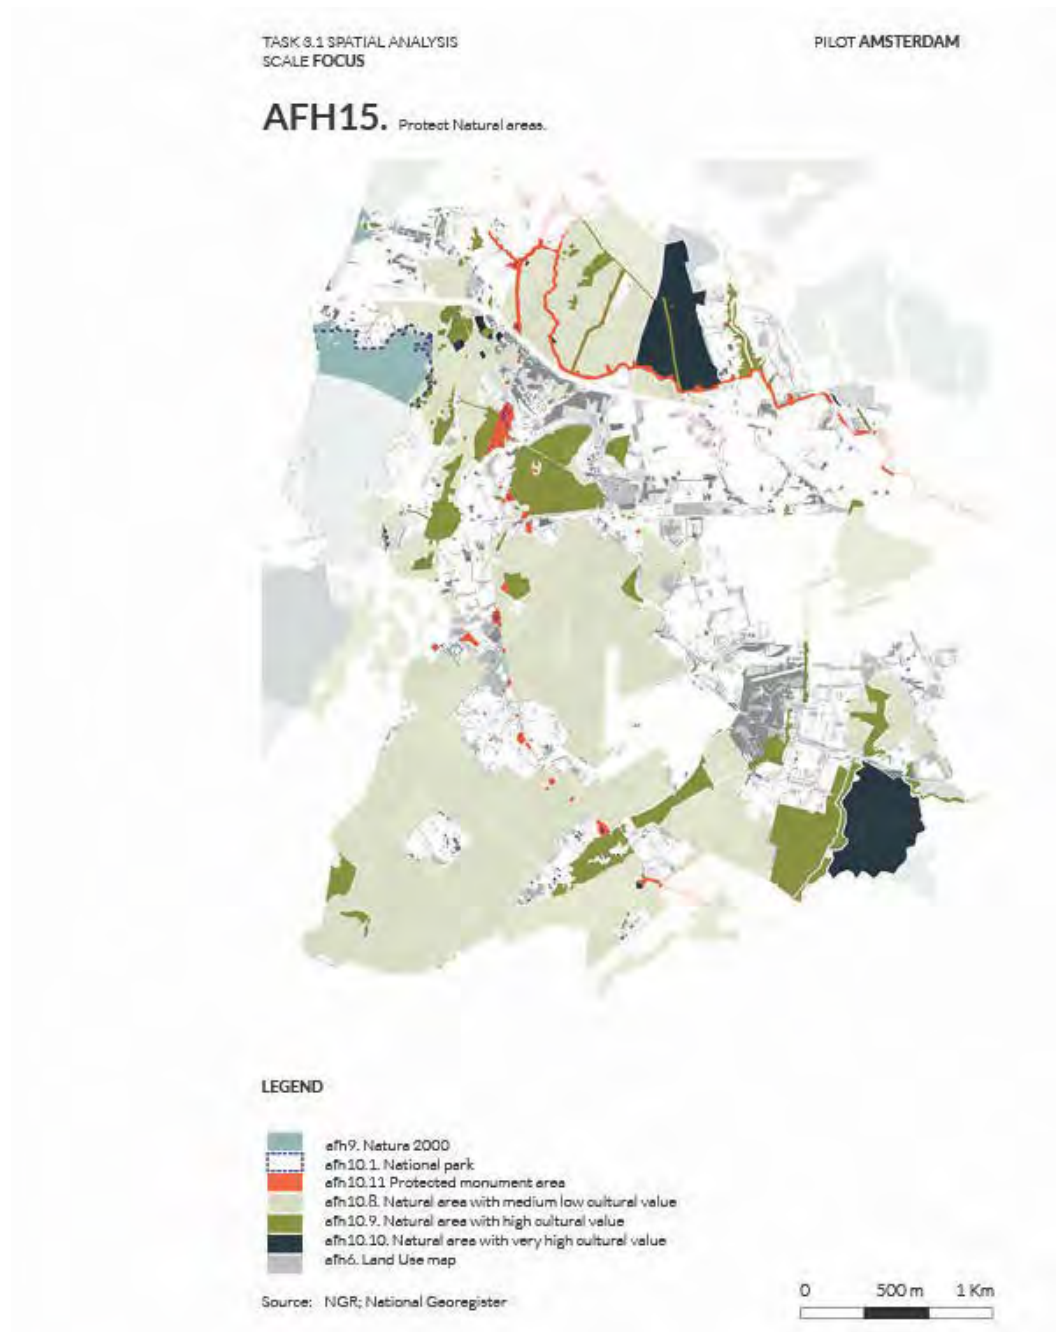 TASK 3.1 SPATIAL ANALYSIS
SCALE FOCUS
PILOT AMSTERDAM
AFH15. Protect Natural areas.
LEGEND
afh9. Natura 2000
afh10.1. National park
afh10.11 Protected monument area
afh10.8. Natural area with medium low cultural value
afh10.9. Natural area with high cultural value
afh10.10. Natural area with very high cultural value
afh6. Land Use map
Source: NGR; National Georegister
0 500 m 1 Km